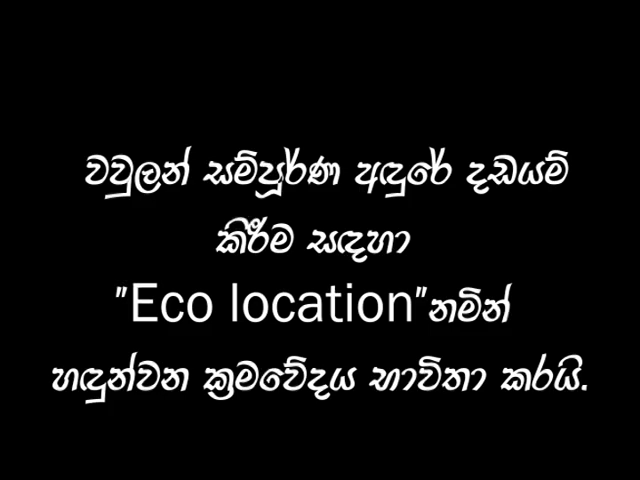 වවුලන් සම්පූර්ණ අඳුරේ දඩයම්
කිරීම සඳහා
"Eco location"නමින්
හඳුන්වන ක්‍රමවේදය භාවිතා කරයි.